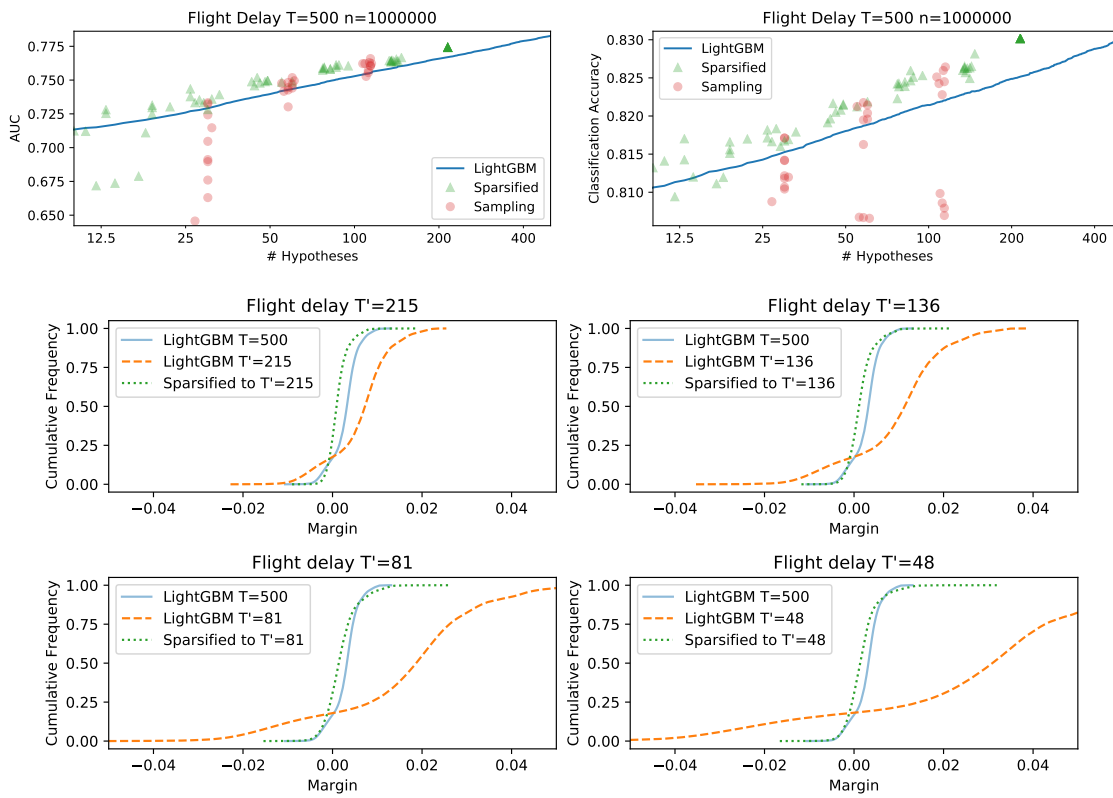 Flight Delay T=500 n=1000000
AUC
0.775
0.750
0.725
0.700
0.675
0.650
LightGBM
Sparsified
Sampling
12.5 25 50 100 200 400
# Hypotheses
Flight Delay T=500 n=1000000
Classification Accuracy
0.830
0.825
0.820
0.815
0.810
LightGBM
Sparsified
Sampling
12.5 25 50 100 200 400
# Hypotheses
Flight delay T'=215
Cumulative Frequency
1.00
0.75
0.50
0.25
0.00
LightGBM T=500
LightGBM T'=215
Sparsified to T'=215
−0.04 −0.02 0.00 0.02 0.04
Margin
Flight delay T'=136
Cumulative Frequency
1.00
0.75
0.50
0.25
0.00
LightGBM T=500
LightGBM T'=136
Sparsified to T'=136
−0.04 −0.02 0.00 0.02 0.04
Margin
Flight delay T'=81
Cumulative Frequency
1.00
0.75
0.50
0.25
0.00
LightGBM T=500
LightGBM T'=81
Sparsified to T'=81
−0.04 −0.02 0.00 0.02 0.04
Margin
Flight delay T'=48
Cumulative Frequency
1.00
0.75
0.50
0.25
0.00
LightGBM T=500
LightGBM T'=48
Sparsified to T'=48
−0.04 −0.02 0.00 0.02 0.04
Margin